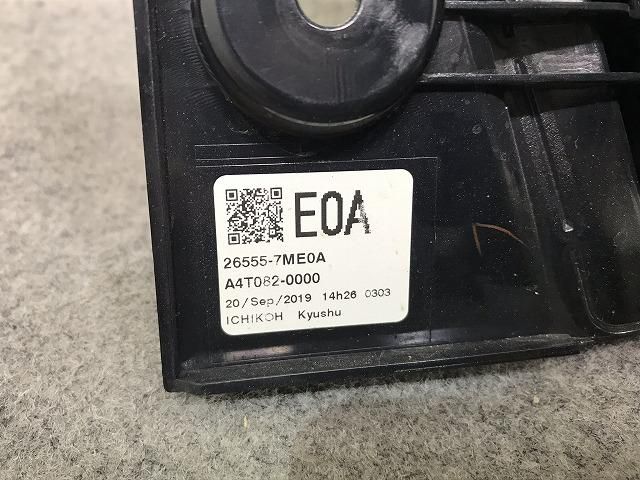 E0A
26555-7ME0A
A4T082-0000
20/Sep/2019 14h26 0303
ICHIKOH Kyushu